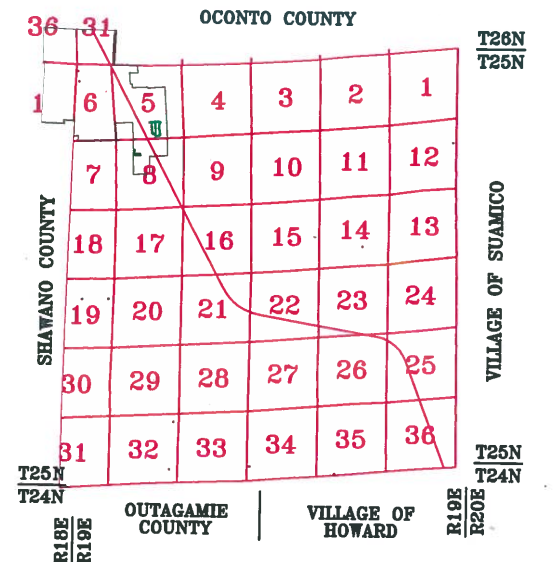 OCONTO COUNTY
36 31
T26N
T25N
1 6 5 4 3 2 1
7 8 9 10 11 12
18 17 16 15 14 13
SHAWANO COUNTY
VILLAGE OF SUAMICO
19 20 21 22 23 24
30 29 28 27 26 25
31 32 33 34 35 36
T25N
T24N
T25N
T24N
R18E
R19E
OUTAGAMIE
COUNTY
VILLAGE OF
HOWARD
R19E
R20E